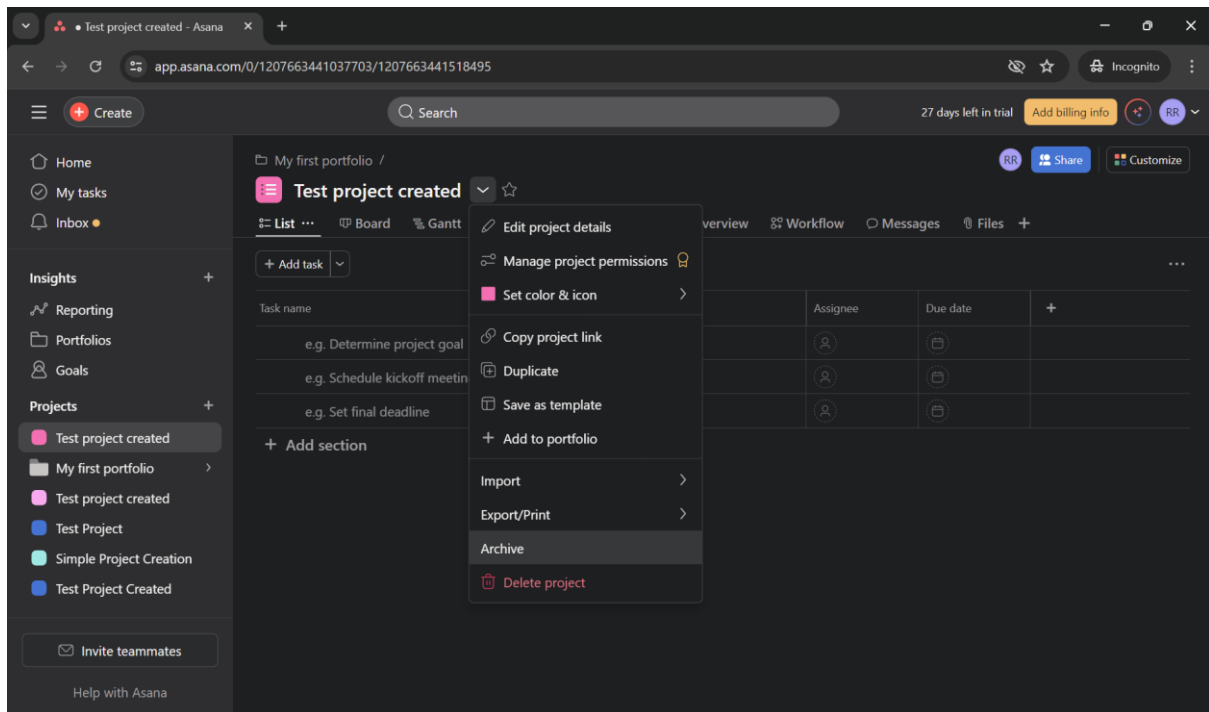 ● Test project created - Asana
app.asana.com/0/1207663441037703/1207663441518495
Incognito
Create
Search
27 days left in trial
Add billing info
RR
Home
My tasks
Inbox
Insights
Reporting
Portfolios
Goals
Projects
Test project created
My first portfolio
Test project created
Test Project
Simple Project Creation
Test Project Created
Invite teammates
Help with Asana
My first portfolio /
RR
Share
Customize
Test project created
List
Board
Gantt
verview
Workflow
Messages
Files
+ Add task
Task name
Assignee
Due date
e.g. Determine project goal
e.g. Schedule kickoff meetin
e.g. Set final deadline
+ Add section
Edit project details
Manage project permissions
Set color & icon
Copy project link
Duplicate
Save as template
Add to portfolio
Import
Export/Print
Archive
Delete project